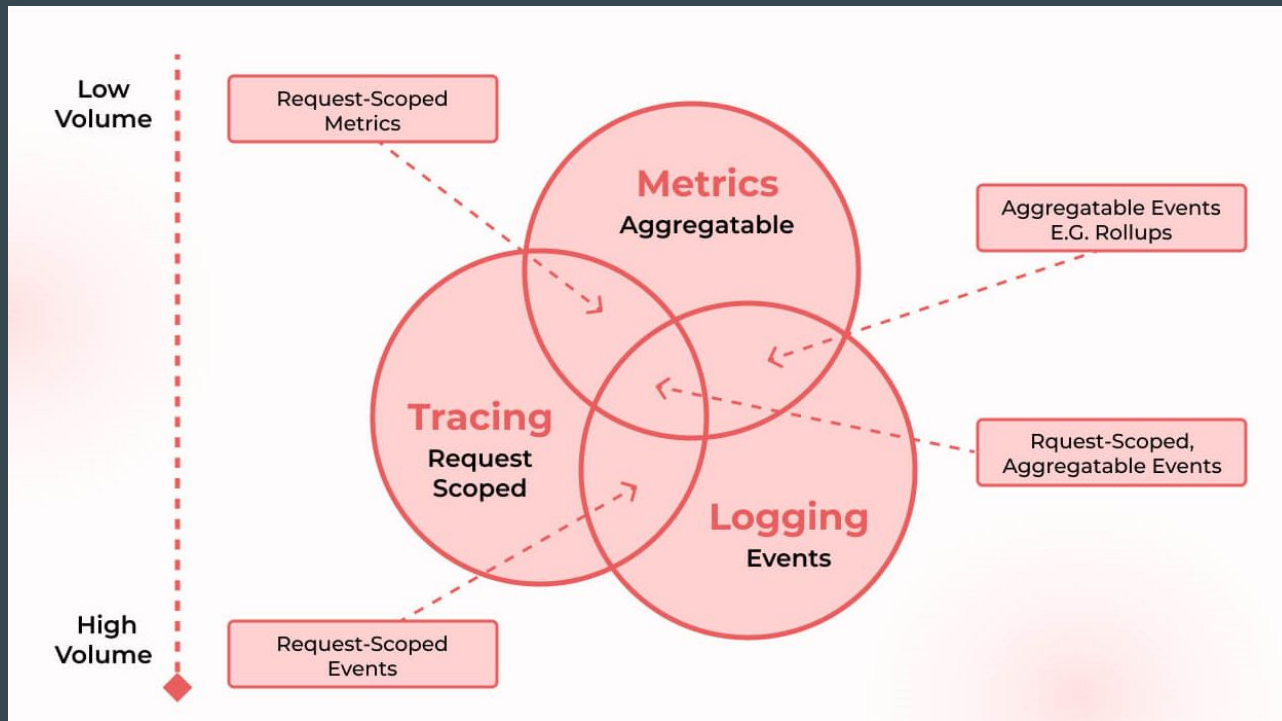 Low
Volume
Request-Scoped
Metrics
Metrics
Aggregatable
Aggregatable Events
E.G. Rollups
Tracing
Request
Scoped
Rquest-Scoped,
Aggregatable Events
Logging
Events
High
Volume
Request-Scoped
Events